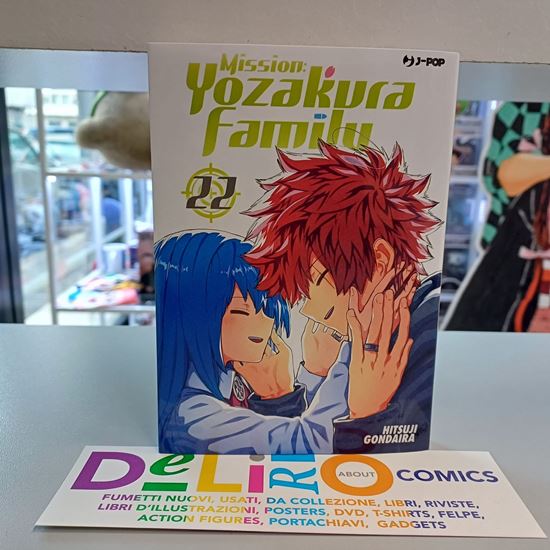 J-POP
Mission:
Yozakura
Family
22
HITSUJI
GONDAIRA
DELIRIO ABOUT COMICS
FUMETTI NUOVI, USATI, DA COLLEZIONE, LIBRI, RIVISTE,
LIBRI D'ILLUSTRAZIONI, POSTERS, DVD, T-SHIRTS, FELPE,
ACTION FIGURES, PORTACHIAVI, GADGETS